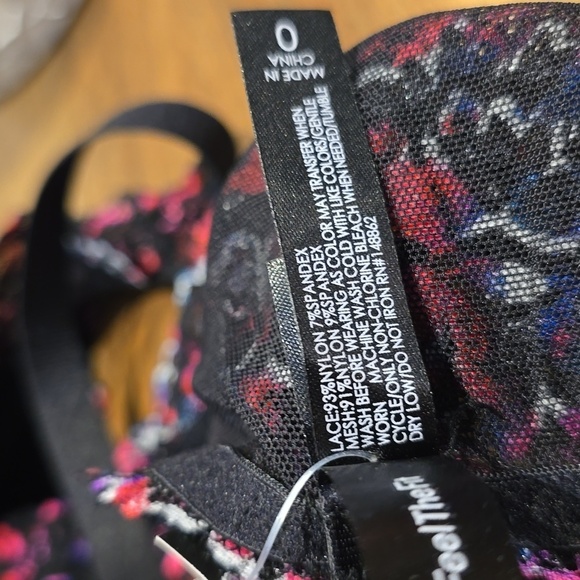 LACE:93%NYLON 7%SPANDEX
MESH:91%NYLON 9%SPANDEX
WASH BEFORE WEARING AS COLOR MAY TRANSFER WHEN
WORN MACHINE WASH COLD WITH LIKE COLORS/GENTLE
CYCLE/ONLY NON-CHLORINE BLEACH WHEN NEEDED/TUMBLE
DRY LOW/DO NOT IRON RN#148862
0
MADE IN
CHINA
FeelTheFi